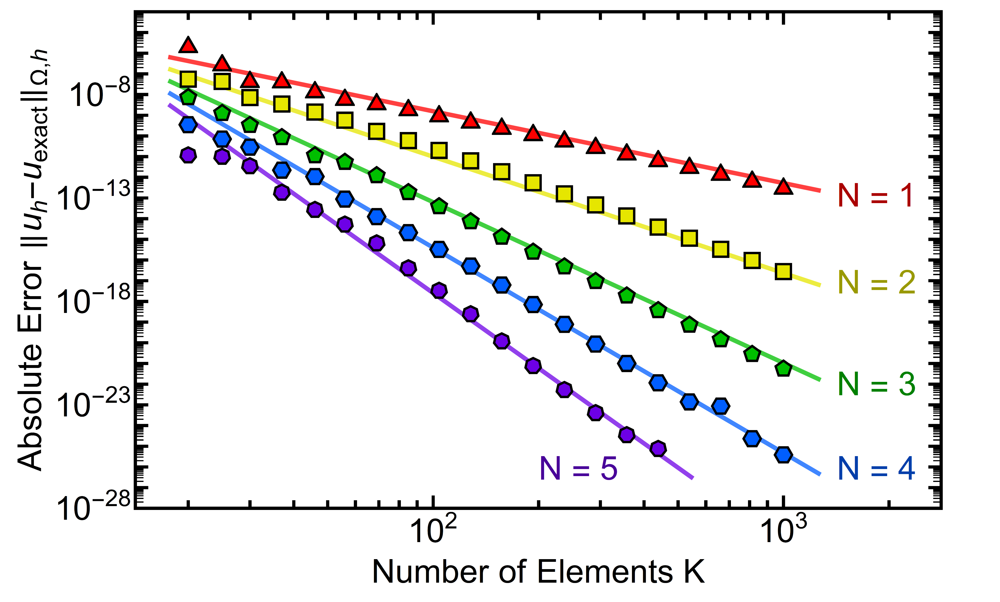 Absolute Error ||u_h−u_exact||_Ω,h
10^−8
10^−13
10^−18
10^−23
10^−28
N = 1
N = 2
N = 3
N = 4
N = 5
10^2
10^3
Number of Elements K